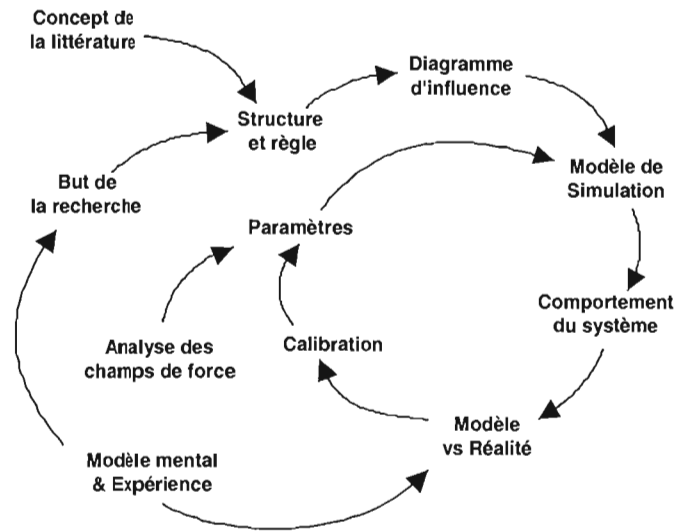 Concept de
la littérature
Diagramme
d'influence
Structure
et règle
Modèle de
Simulation
But de
la recherche
Paramètres
Comportement
du système
Analyse des
champs de force
Calibration
Modèle
vs Réalité
Modèle mental
& Expérience